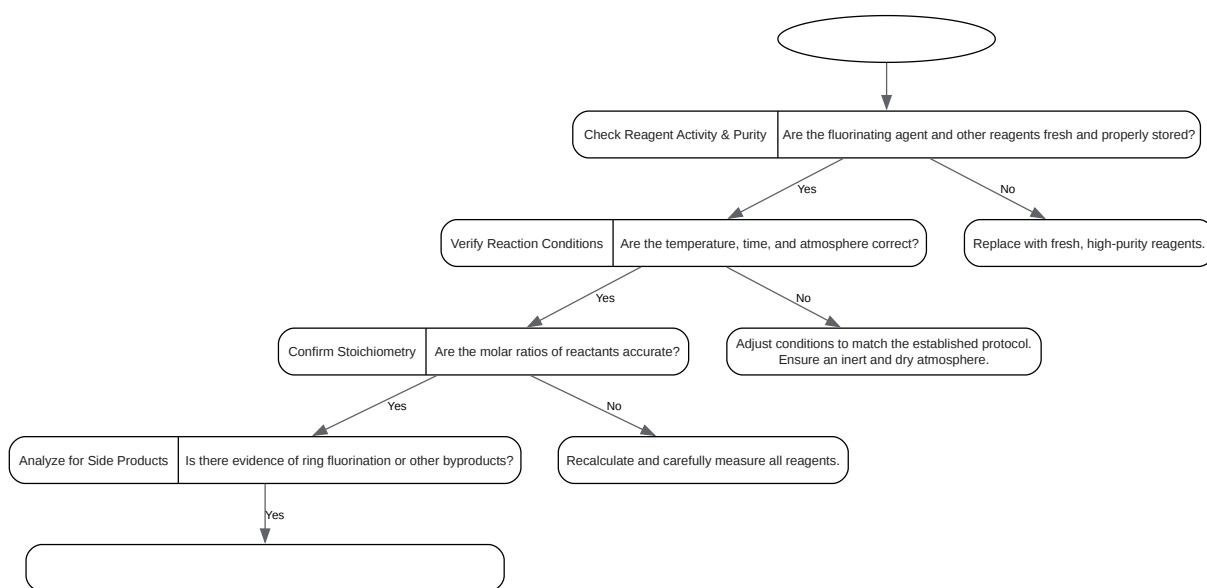 Check Reagent Activity & Purity
Are the fluorinating agent and other reagents fresh and properly stored?
Yes
No
Verify Reaction Conditions
Are the temperature, time, and atmosphere correct?
Replace with fresh, high-purity reagents.
Yes
No
Confirm Stoichiometry
Are the molar ratios of reactants accurate?
Adjust conditions to match the established protocol.
Ensure an inert and dry atmosphere.
Yes
No
Analyze for Side Products
Is there evidence of ring fluorination or other byproducts?
Recalculate and carefully measure all reagents.
Yes